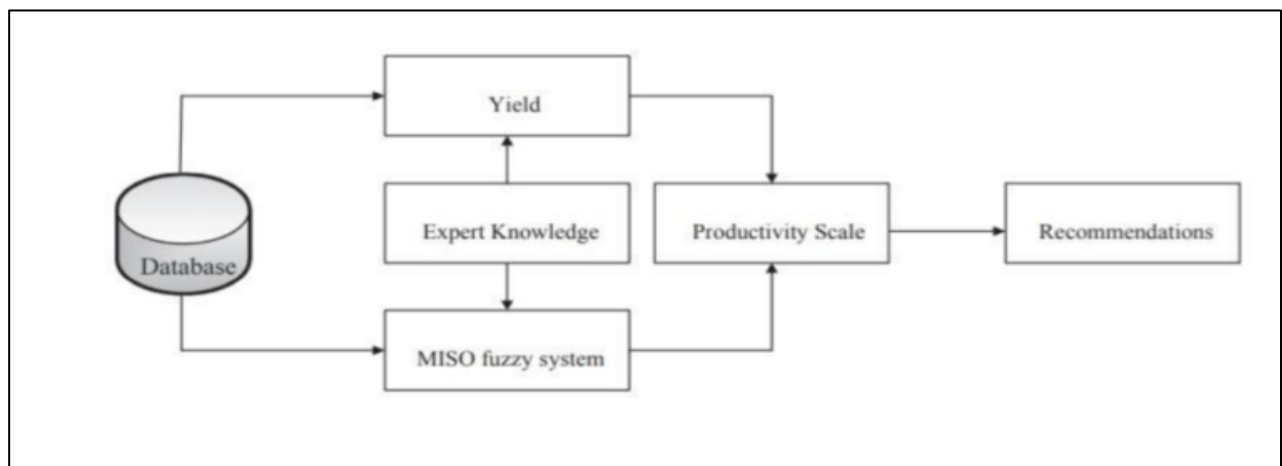 Yield
Expert Knowledge
Productivity Scale
Recommendations
Database
MISO fuzzy system